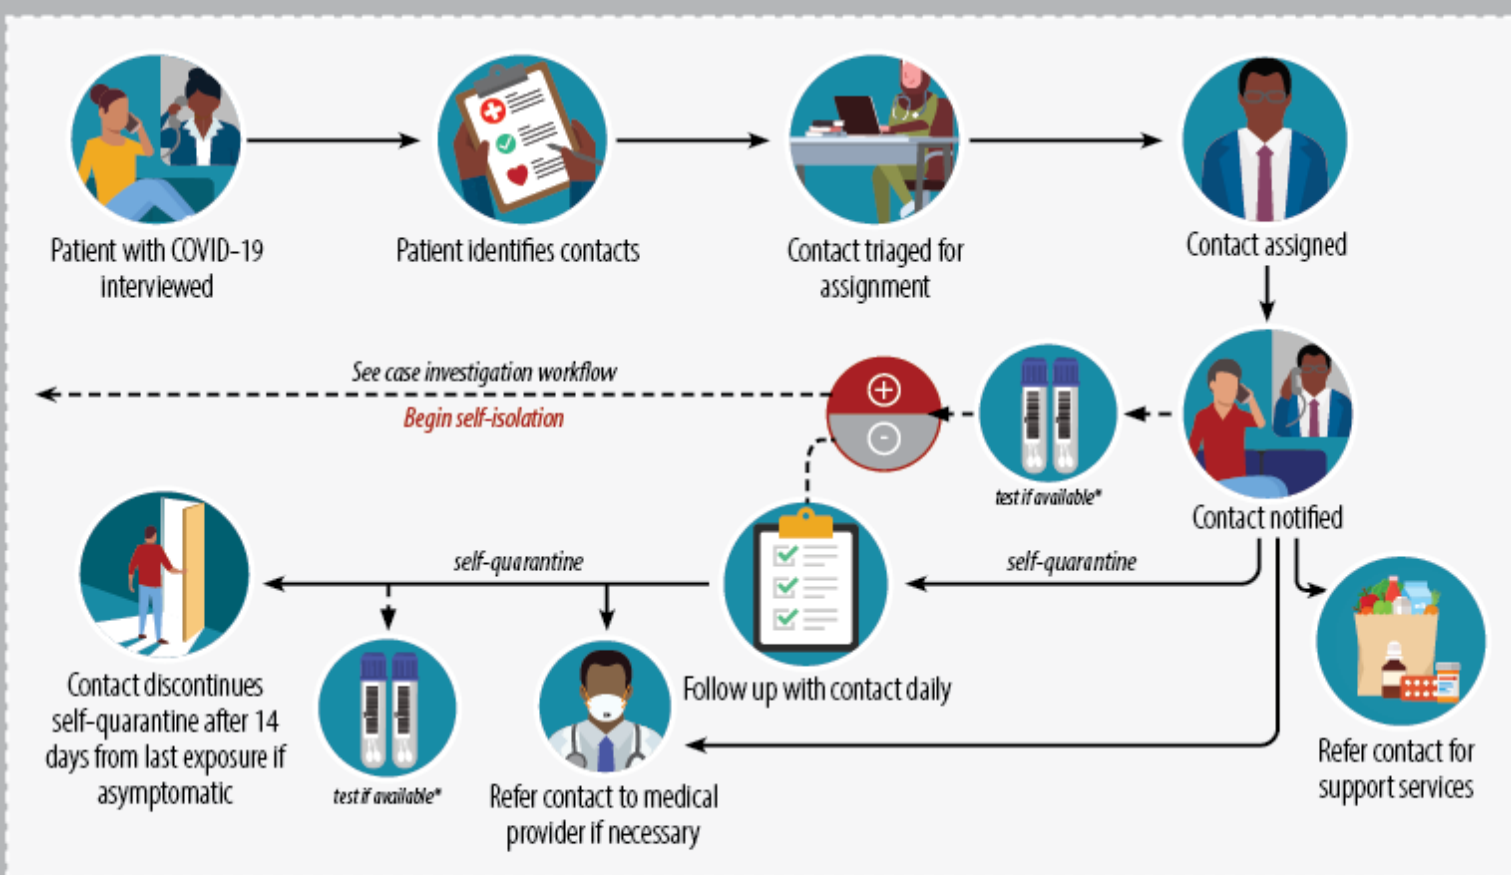 Patient with COVID-19
interviewed
Patient identifies contacts
Contact triaged for
assignment
Contact assigned
See case investigation workflow
Begin self-isolation
+
-
test if available*
Contact notified
self-quarantine
self-quarantine
Contact discontinues
self-quarantine after 14
days from last exposure if
asymptomatic
test if available*
Refer contact to medical
provider if necessary
Follow up with contact daily
Refer contact for
support services